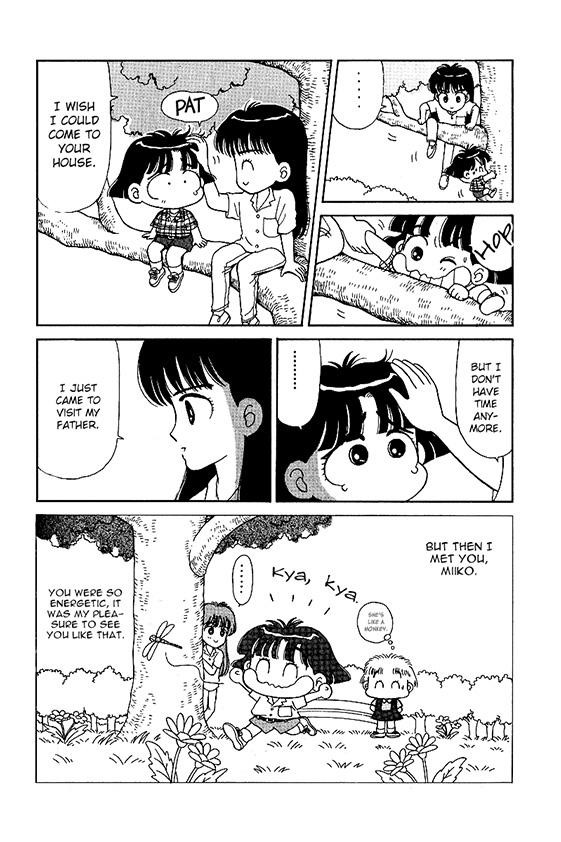 ......
HOP
PAT
I WISH
I COULD
COME TO
YOUR
HOUSE.
BUT I
DON'T
HAVE
TIME
ANY-
MORE.
......
I JUST
CAME TO
VISIT MY
FATHER.
BUT THEN I
MET YOU,
MIIKO.
SHE'S
LIKE A
MONKEY.
Kya, kya
....
YOU WERE SO
ENERGETIC, IT
WAS MY PLEA-
SURE TO SEE
YOU LIKE THAT.